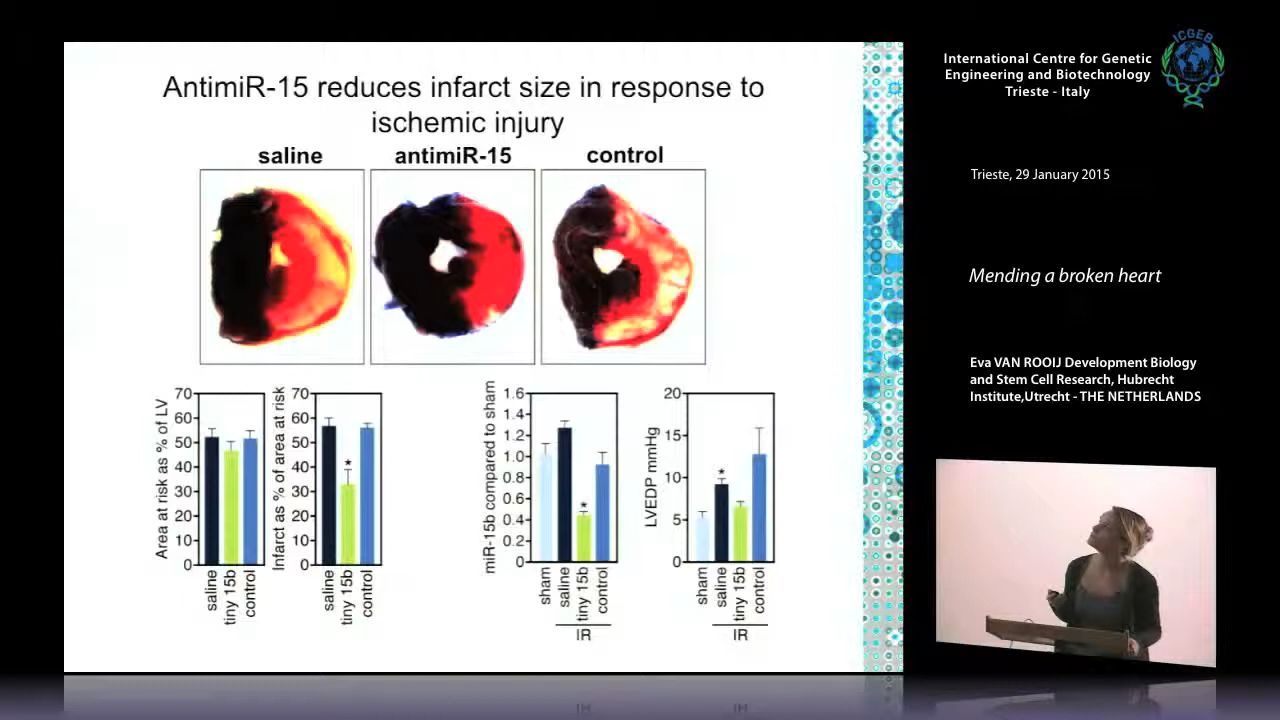 AntimiR-15 reduces infarct size in response to
ischemic injury
saline
antimiR-15
control
Area at risk as % of LV
70
60
50
40
30
20
10
0
saline
tiny 15b
control
Infarct as % of area at risk
70
60
50
40
30
20
10
0
*
saline
tiny 15b
control
miR-15b compared to sham
1.6
1.4
1.2
1.0
0.8
0.6
0.4
0.2
0
*
sham
saline
tiny 15b
control
IR
LVEDP mmHg
20
15
10
5
0
*
sham
saline
tiny 15b
control
IR
International Centre for Genetic
Engineering and Biotechnology
Trieste - Italy
ICGEB
Trieste, 29 January 2015
Mending a broken heart
Eva VAN ROOIJ Development Biology
and Stem Cell Research, Hubrecht
Institute,Utrecht - THE NETHERLANDS